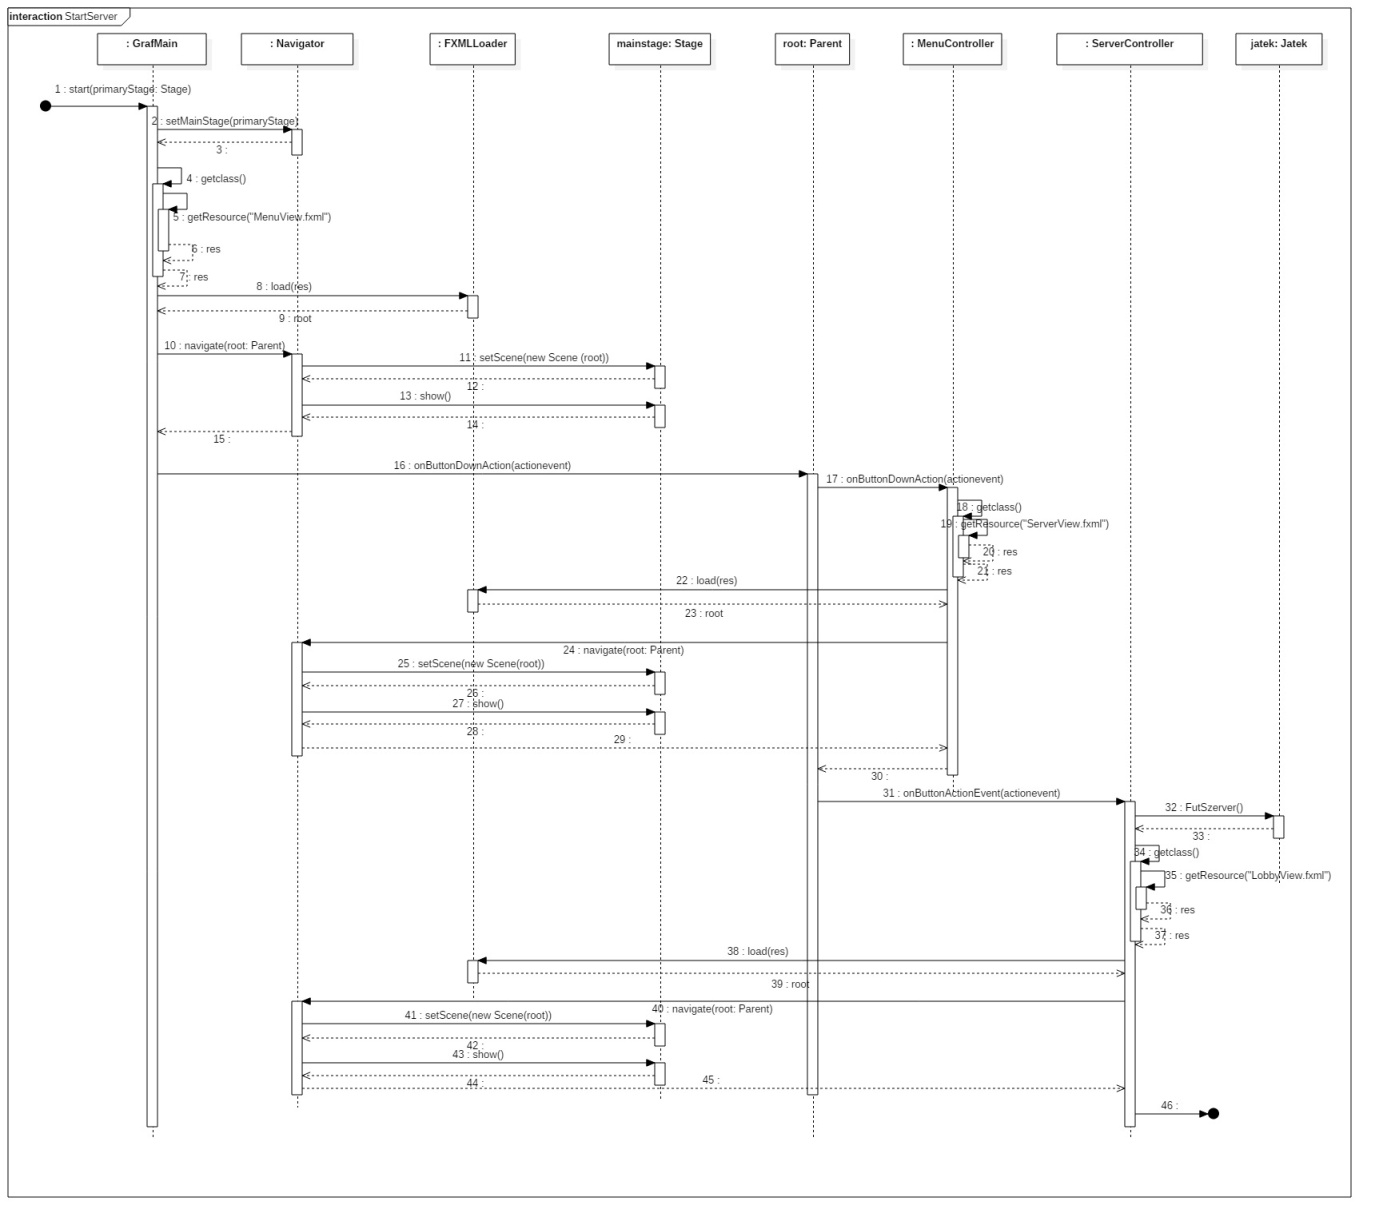 interaction StartServer
: GrafMain
: Navigator
: FXMLLoader
mainstage: Stage
root: Parent
: MenuController
: ServerController
jatek: Jatek
1 : start(primaryStage: Stage)
2 : setMainStage(primaryStage)
3 :
4 : getclass()
5 : getResource("MenuView.fxml")
6 : res
7 : res
8 : load(res)
9 : root
10 : navigate(root: Parent)
11 : setScene(new Scene (root))
12 :
13 : show()
14 :
15 :
16 : onButtonDownAction(actionevent)
17 : onButtonDownAction(actionevent)
18 : getclass()
19 : getResource("ServerView.fxml")
20 : res
21 : res
22 : load(res)
23 : root
24 : navigate(root: Parent)
25 : setScene(new Scene(root))
26 :
27 : show()
28 :
29 :
30 :
31 : onButtonActionEvent(actionevent)
32 : FutSzerver()
33 :
34 : getclass()
35 : getResource("LobbyView.fxml")
36 : res
37 : res
38 : load(res)
39 : root
40 : navigate(root: Parent)
41 : setScene(new Scene(root))
42 :
43 : show()
44 :
45 :
46 :